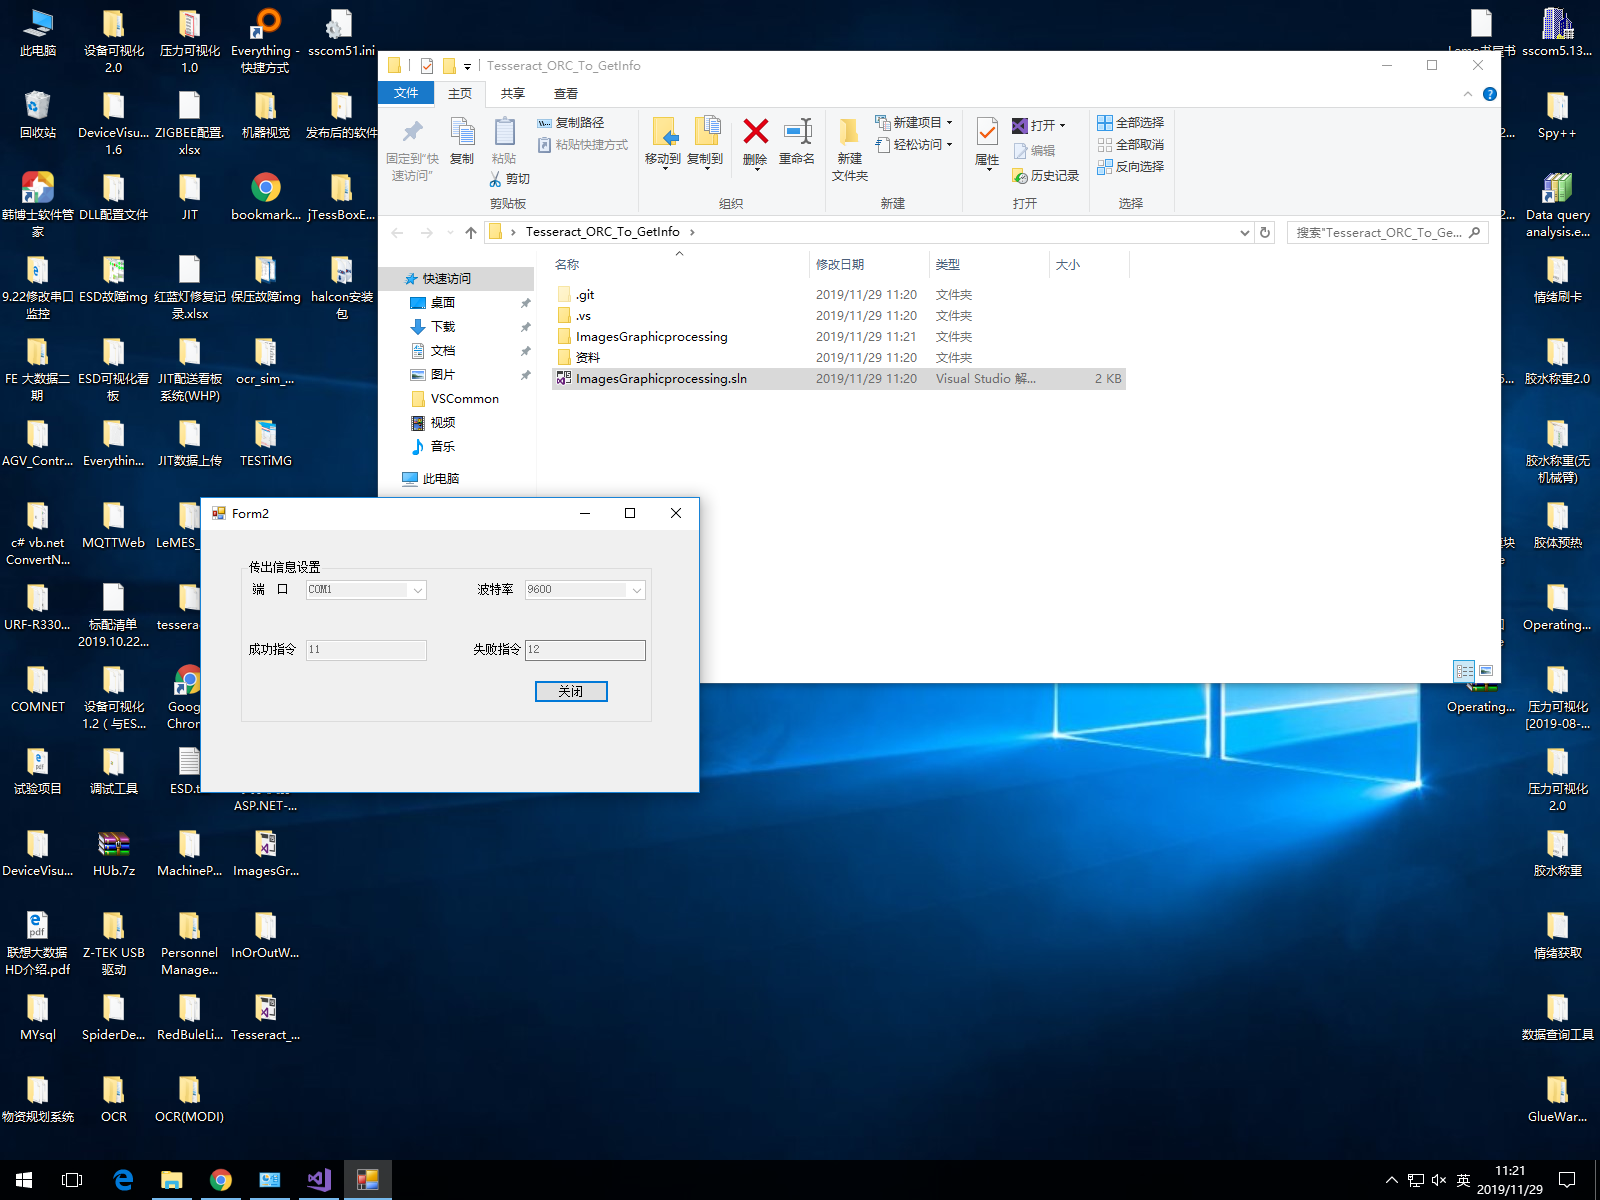 此电脑
设备可视化
2.0
压力可视化
1.0
Everything -
快捷方式
sscom51.ini
回收站
DeviceVisu...
1.6
ZIGBEE配置.
xlsx
机器视觉
发布后的软件
韩博士软件管
家
DLL配置文件
JIT
bookmark...
jTessBoxE...
9.22修改串口
监控
ESD故障img
红蓝灯修复记
录.xlsx
保压故障img
halcon安装
包
FE 大数据二
期
ESD可视化看
板
JIT配送看板
系统(WHP)
ocr_sim_...
AGV_Contr...
Everythin...
JIT数据上传
TESTiMG
c# vb.net
ConvertN...
MQTTWeb
LeMES_
URF-R330...
标配清单
2019.10.22...
tessera
COMNET
设备可视化
1.2（与ES...
Goog
Chron
试验项目
调试工具
ESD.t
ASP.NET-...
DeviceVisu...
HUb.7z
MachineP...
ImagesGr...
联想大数据
HD介绍.pdf
Z-TEK USB
驱动
Personnel
Manage...
InOrOutW...
MYsql
SpiderDe...
RedBuleLi...
Tesseract_...
物资规划系统
OCR
OCR(MODI)
Tesseract_ORC_To_GetInfo
文件
主页
共享
查看
固定到"快
速访问"
复制
粘贴
复制路径
粘贴快捷方式
剪切
剪贴板
移动到
复制到
删除
重命名
组织
新建
文件夹
新建项目
轻松访问
新建
属性
打开
编辑
历史记录
打开
全部选择
全部取消
反向选择
选择
Tesseract_ORC_To_GetInfo
搜索"Tesseract_ORC_To_Ge...
快速访问
桌面
下载
文档
图片
VSCommon
视频
音乐
此电脑
名称 修改日期 类型 大小
.git 2019/11/29 11:20 文件夹
.vs 2019/11/29 11:20 文件夹
ImagesGraphicprocessing 2019/11/29 11:21 文件夹
资料 2019/11/29 11:20 文件夹
ImagesGraphicprocessing.sln 2019/11/29 11:20 Visual Studio 解... 2 KB
Form2
传出信息设置
端 口 COM1 波特率 9600
成功指令 11 失败指令 12
关闭
sscom5.13...
Spy++
Data query
analysis.e...
情绪刷卡
胶水称重2.0
胶水称重(无
机械臂)
胶体预热
Operating...
Operating...
压力可视化
[2019-08-...
压力可视化
2.0
胶水称重
情绪获取
数据查询工具
GlueWar...
英
11:21
2019/11/29